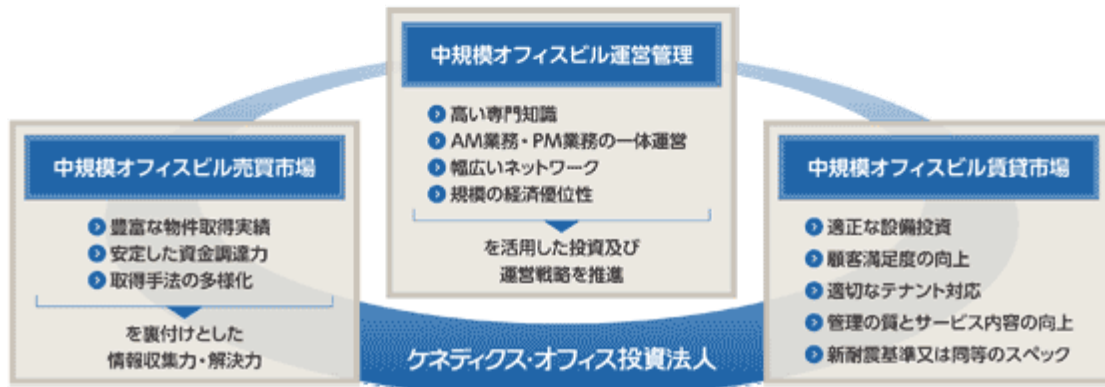 中規模オフィスビル運営管理
高い専門知識
AM業務・PM業務の一体運営
幅広いネットワーク
規模の経済優位性
を活用した投資及び
運営戦略を推進
中規模オフィスビル売買市場
豊富な物件取得実績
安定した資金調達力
取得手法の多様化
を裏付けとした
情報収集力・解決力
中規模オフィスビル賃貸市場
適正な設備投資
顧客満足度の向上
適切なテナント対応
管理の質とサービス内容の向上
新耐震基準又は同等のスペック
ケネディクス・オフィス投資法人